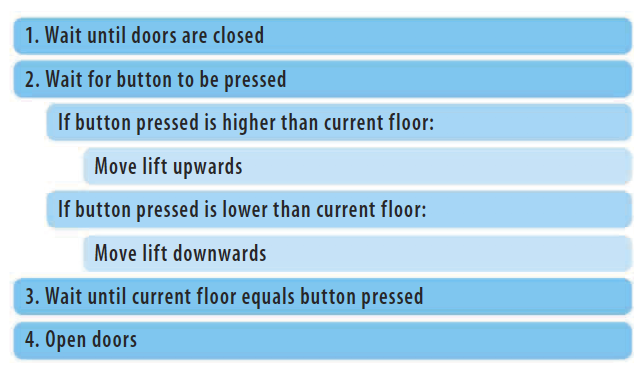 1. Wait until doors are closed
2. Wait for button to be pressed
If button pressed is higher than current floor:
Move lift upwards
If button pressed is lower than current floor:
Move lift downwards
3. Wait until current floor equals button pressed
4. Open doors